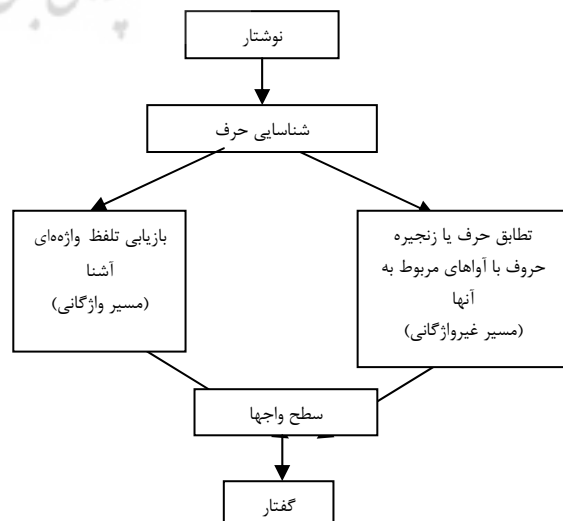 نوشتار
شناسایی حرف
تطابق حرف یا زنجیره
حروف با آواهای مربوط به
آنها
(مسیر غیرواژگانی)
بازیابی تلفظ واژه‌های
آشنا
(مسیر واژگانی)
سطح واجها
گفتار